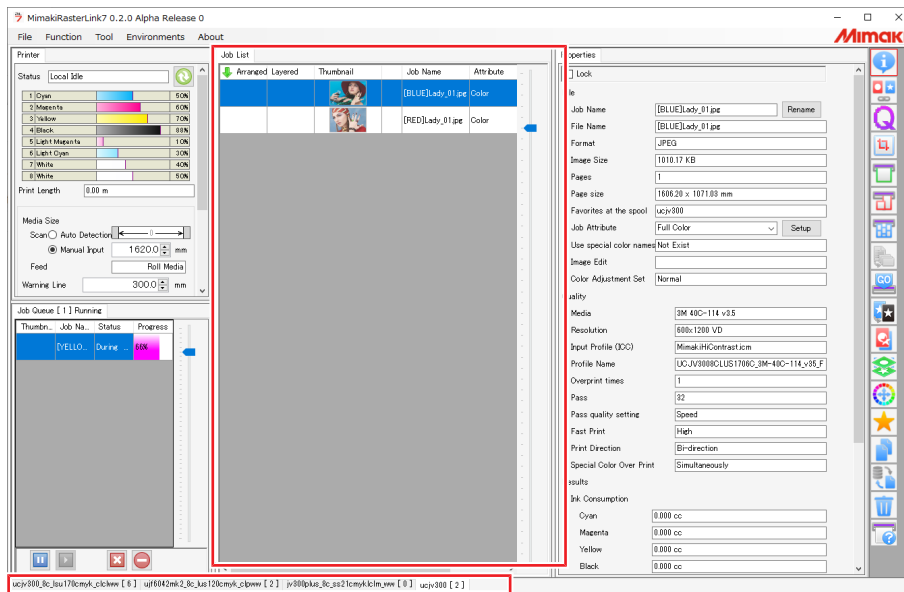 MimakiRasterLink7 0.2.0 Alpha Release 0
File Function Tool Environments About
Mimaki
Printer
Status Local Idle
1 Cyan 50%
2 Magenta 60%
3 Yellow 70%
4 Black 88%
5 Light Magenta 10%
6 Light Cyan 30%
7 White 40%
8 White 50%
Print Length 0.00 m
Media Size
Scan Auto Detection 0
Manual Input 1620.0 mm
Feed Roll Media
Warning Line 300.0 mm
Job Queue [ 1 ] Running
Thumbn... Job Na... Status Progress
[YELLO... During ... 66%
Job List
Arranged Layered Thumbnail Job Name Attribute
[BLUE]Lady_01.jpg Color
[RED]Lady_01.jpg Color
operties
Lock
le
Job Name [BLUE]Lady_01.jpg Rename
File Name [BLUE]Lady_01.jpg
Format JPEG
Image Size 1010.17 KB
Pages 1
Page size 1606.20 x 1071.03 mm
Favorites at the spool ucjv300
Job Attribute Full Color Setup
Use special color names Not Exist
Image Edit
Color Adjustment Set Normal
uality
Media 3M 40C-114 v3.5
Resolution 600x1200 VD
Input Profile (ICC) MimakiHiContrast.icm
Profile Name UCJV3008CLUS1706C_3M-40C-114_v35_F
Overprint times 1
Pass 32
Pass quality setting Speed
Fast Print High
Print Direction Bi-direction
Special Color Over Print Simultaneously
esults
Ink Consumption
Cyan 0.000 cc
Magenta 0.000 cc
Yellow 0.000 cc
Black 0.000 cc
GO
ucjv300_8c_lsu170cmyk_clclww [ 6 ] ujf6042mk2_8c_lus120cmyk_clpww [ 2 ] jv300plus_8c_ss21cmyklclm_ww [ 0 ] ucjv300 [ 2 ]